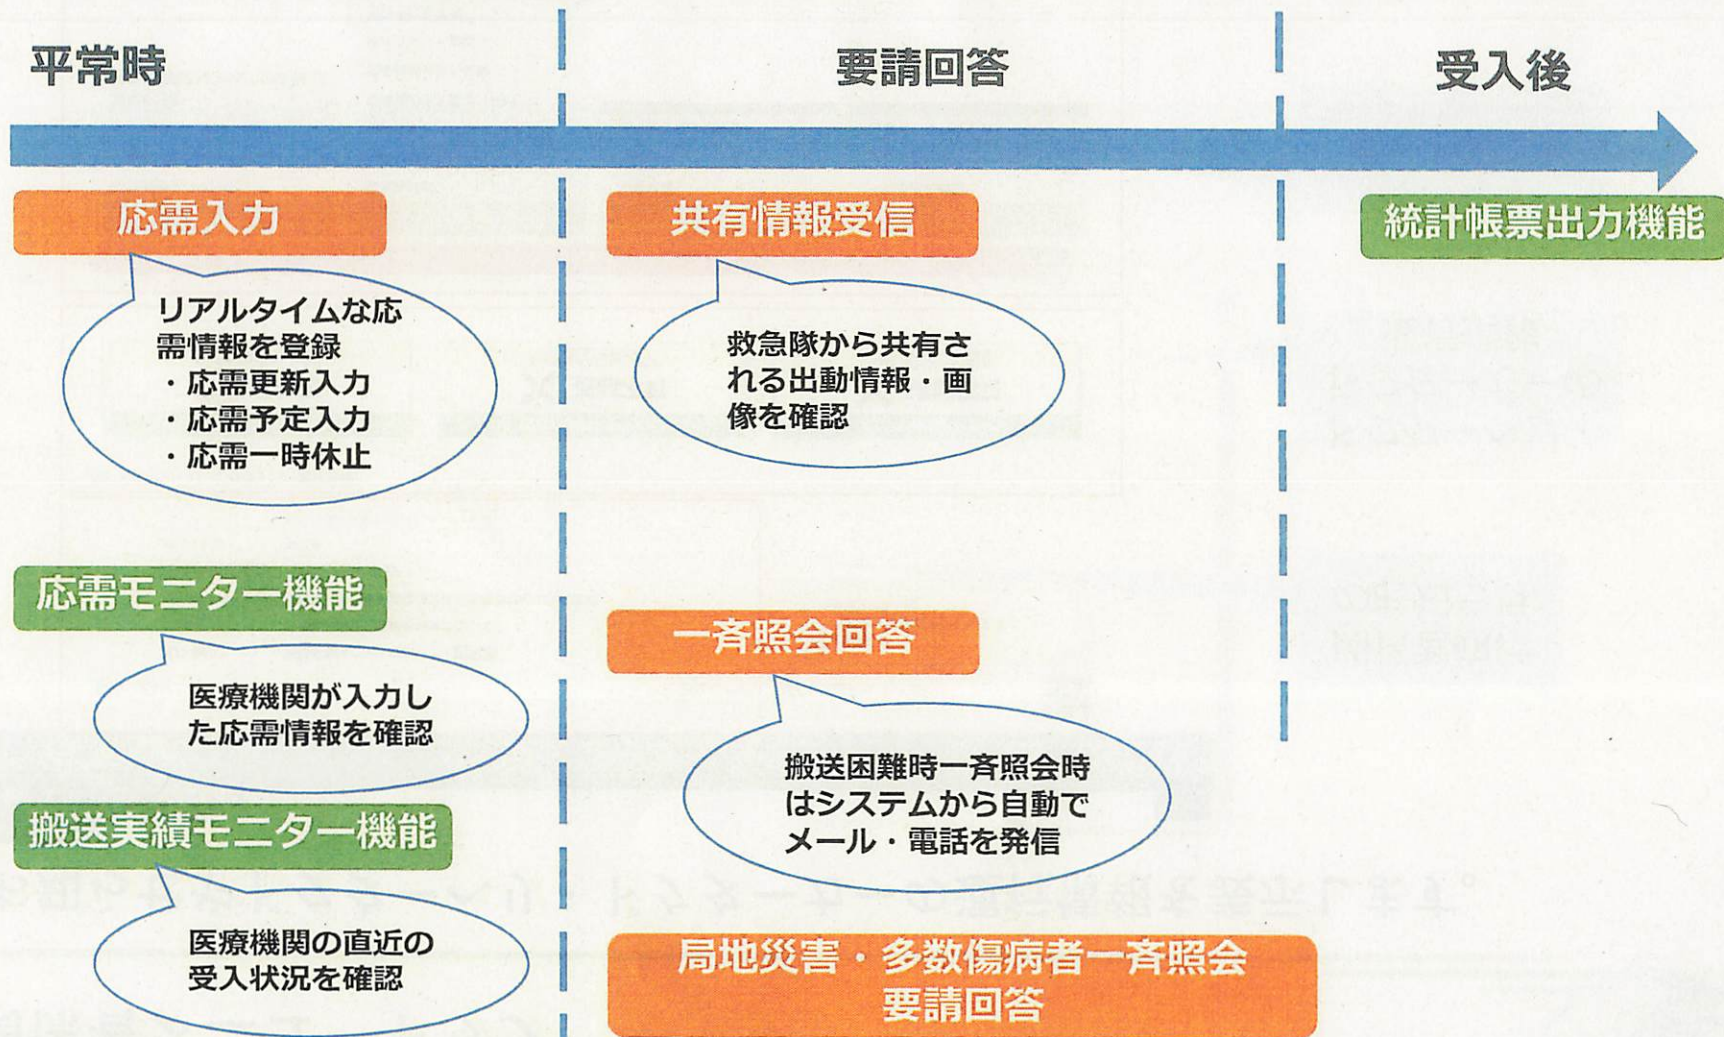 平常時
要請回答
受入後
応需入力
リアルタイムな応
需情報を登録
・応需更新入力
・応需予定入力
・応需一時休止
応需モニター機能
医療機関が入力し
た応需情報を確認
搬送実績モニター機能
医療機関の直近の
受入状況を確認
共有情報受信
救急隊から共有さ
れる出動情報・画
像を確認
一斉照会回答
搬送困難時一斉照会時
はシステムから自動で
メール・電話を発信
局地災害・多数傷病者一斉照会
要請回答
統計帳票出力機能